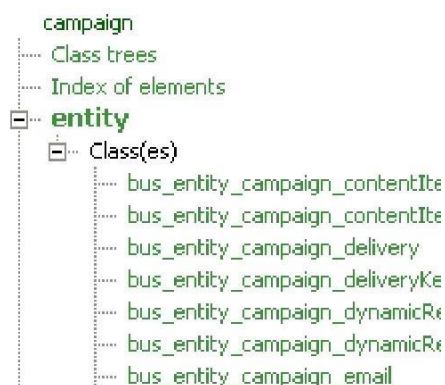 campaign
Class trees
Index of elements
entity
Class(es)
bus_entity_campaign_contentIte
bus_entity_campaign_contentIte
bus_entity_campaign_delivery
bus_entity_campaign_deliveryKe
bus_entity_campaign_dynamicRe
bus_entity_campaign_dynamicRe
bus_entity_campaign_email